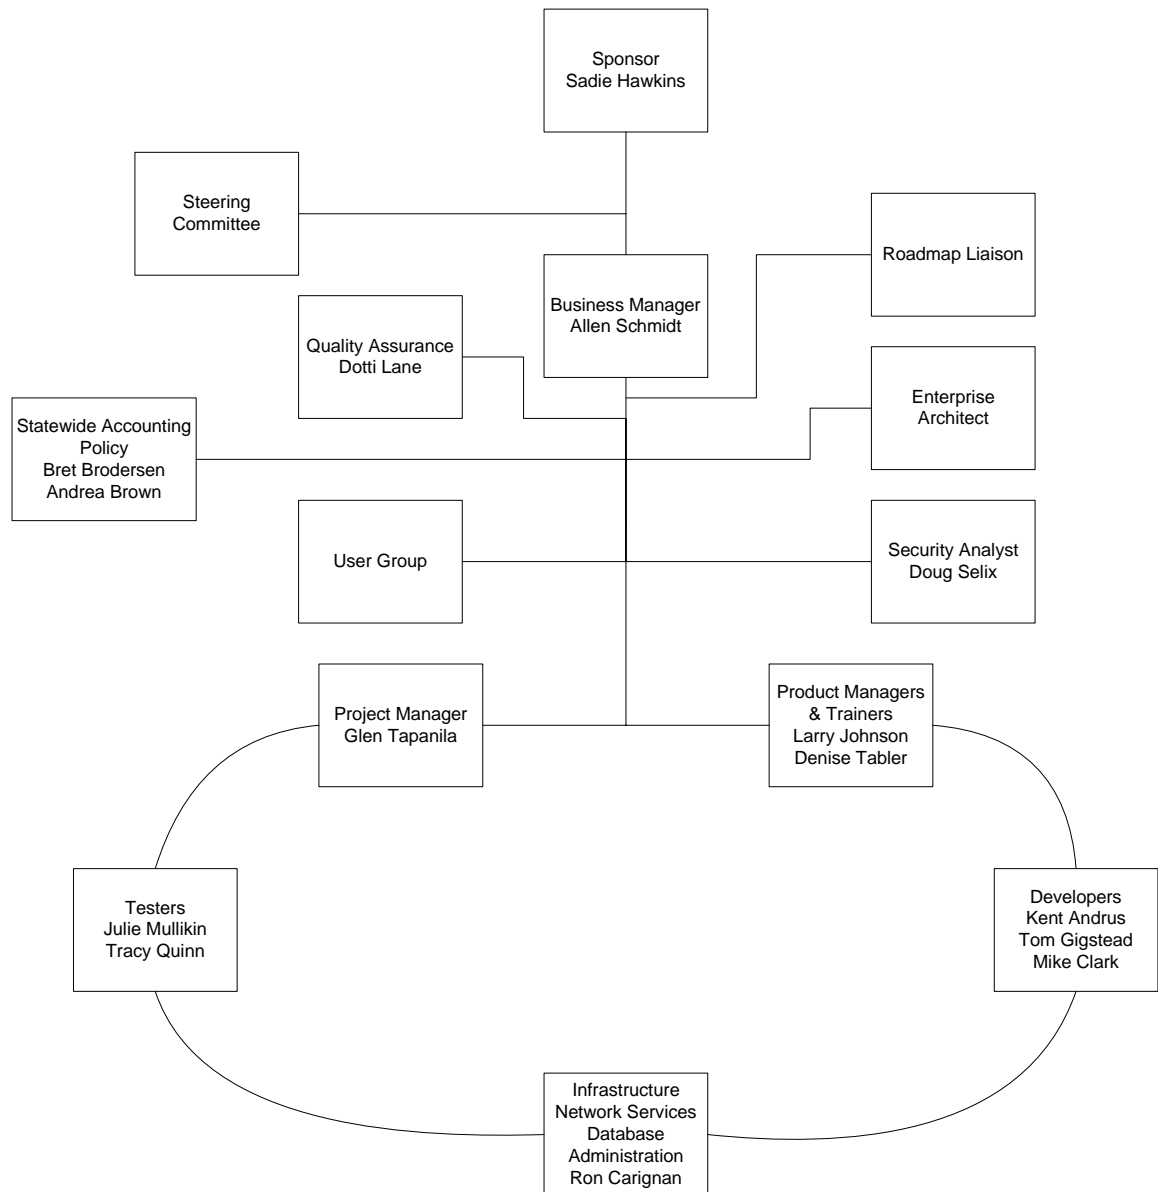 Sponsor
Sadie Hawkins
Steering
Committee
Roadmap Liaison
Business Manager
Allen Schmidt
Quality Assurance
Dotti Lane
Enterprise
Architect
Statewide Accounting
Policy
Bret Brodersen
Andrea Brown
User Group
Security Analyst
Doug Selix
Project Manager
Glen Tapanila
Product Managers
& Trainers
Larry Johnson
Denise Tabler
Testers
Julie Mullikin
Tracy Quinn
Developers
Kent Andrus
Tom Gigstead
Mike Clark
Infrastructure
Network Services
Database
Administration
Ron Carignan